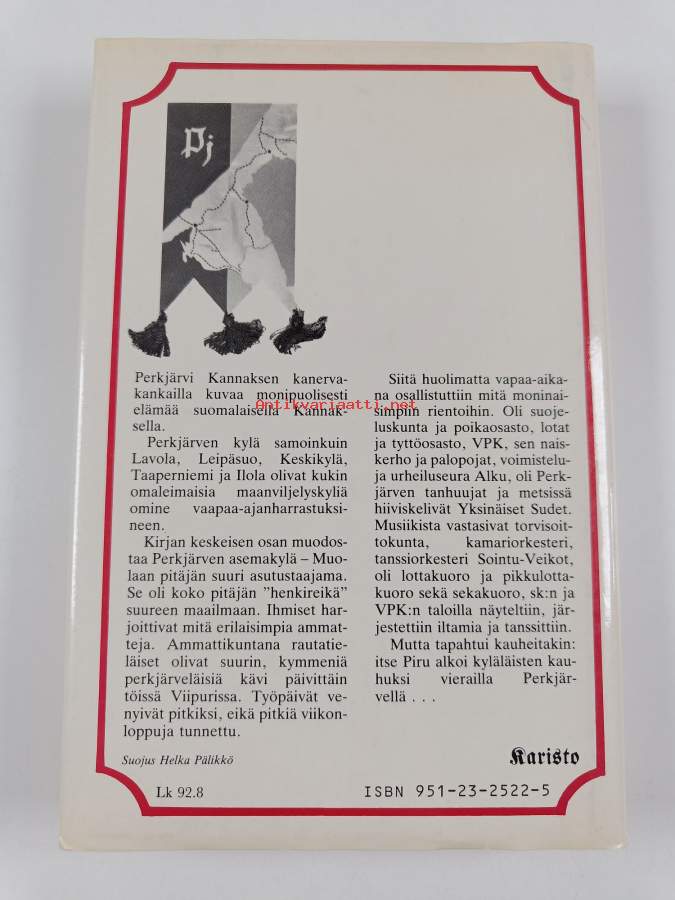 Pj
Perkjärvi Kannaksen kanerva-
kankailla kuvaa monipuolisesti
elämää suomalaisella Kannak-
sella.
Perkjärven kylä samoinkuin
Lavola, Leipäsuo, Keskikylä,
Taaperniemi ja Ilola olivat kukin
omaleimaisia maanviljelyskyliä
omine vaapaa-ajanharrastuksi-
neen.
Kirjan keskeisen osan muodos-
taa Perkjärven asemakylä – Muo-
laan pitäjän suuri asutustaajama.
Se oli koko pitäjän ”henkireikä”
suureen maailmaan. Ihmiset har-
joittivat mitä erilaisimpia ammat-
teja. Ammattikuntana rautatie-
läiset olivat suurin, kymmeniä
perkjärveläisiä kävi päivittäin
töissä Viipurissa. Työpäivät ve-
nyivät pitkiksi, eikä pitkiä viikon-
loppuja tunnettu.
Siitä huolimatta vapaa-aika-
na osallistuttiin mitä moninai-
simpiin rientoihin. Oli suoje-
luskunta ja poikaosasto, lotat
ja tyttöosasto, VPK, sen nais-
kerho ja palopojat, voimistelu-
ja urheiluseura Alku, oli Perk-
järven tanhuujat ja metsissä
hiiviskelivät Yksinäiset Sudet.
Musiikista vastasivat torvisoit-
tokunta, kamariorkesteri,
tanssiorkesteri Sointu-Veikot,
oli lottakuoro ja pikkulotta-
kuoro sekä sekakuoro, sk:n ja
VPK:n taloilla näyteltiin, jär-
jestettiin iltamia ja tanssittiin.
Mutta tapahtui kauheitakin:
itse Piru alkoi kyläläisten kau-
huksi vierailla Perkjär-
vellä . . .
Antikvariaatti.net
Suojus Helka Pälikkö
Karisto
Lk 92.8
ISBN 951-23-2522-5